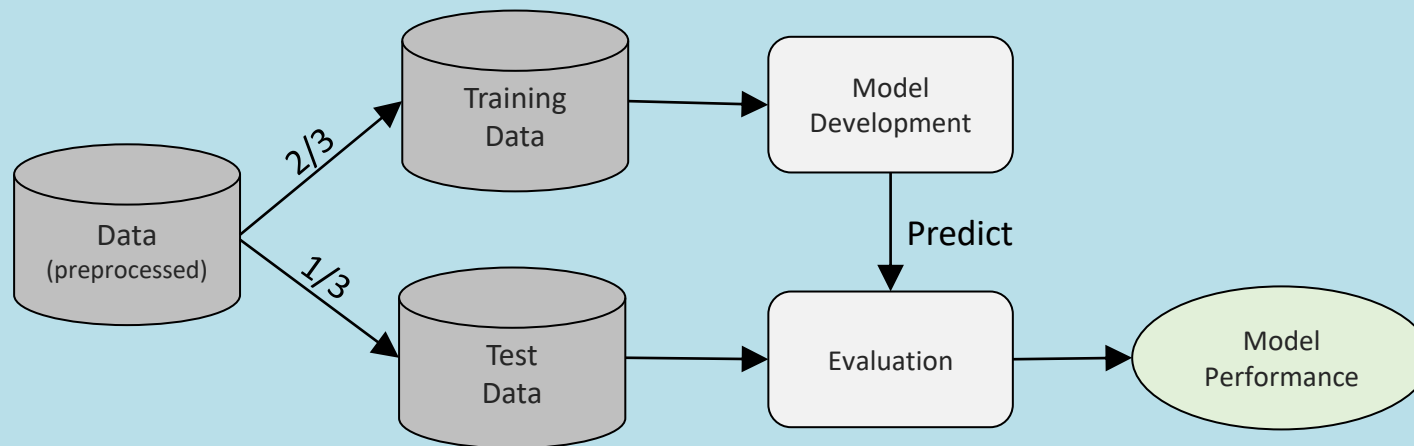 Training
Data
Model
Development
2/3
Data
(preprocessed)
Predict
1/3
Test
Data
Evaluation
Model
Performance